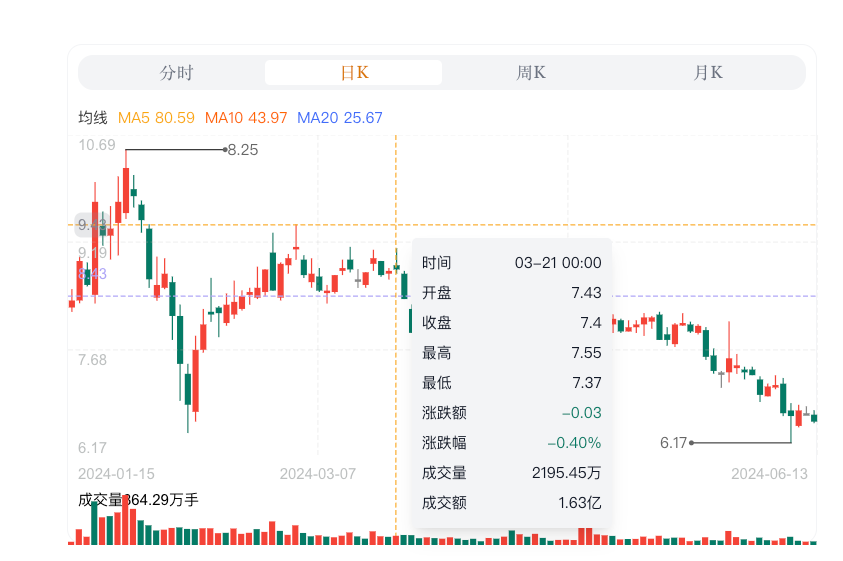 分时 日K 周K 月K
均线 MA5 80.59 MA10 43.97 MA20 25.67
10.69
8.25
9.43
9.19
8.43
7.68
6.17
6.17
时间 03-21 00:00
开盘 7.43
收盘 7.4
最高 7.55
最低 7.37
涨跌额 -0.03
涨跌幅 -0.40%
成交量 2195.45万
成交额 1.63亿
2024-01-15 2024-03-07 2024-06-13
成交量364.29万手